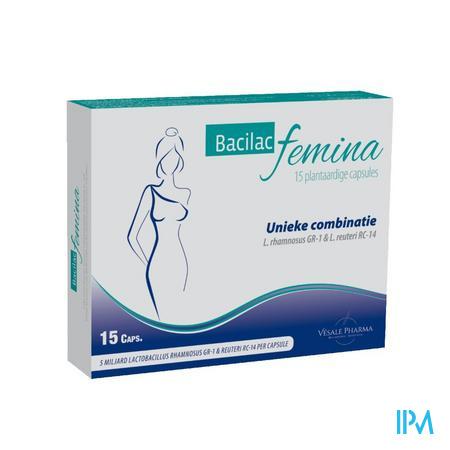 Bacilac femina
15 plantaardige capsules
Unieke combinatie
L. rhamnosus GR-1 & L. reuteri RC-14
15 CAPS.
5 MILJARD LACTOBACILLUS RHAMNOSUS GR-1 & REUTERI RC-14 PER CAPSULE
VÉSALE PHARMA
Bacilac femina
IPM